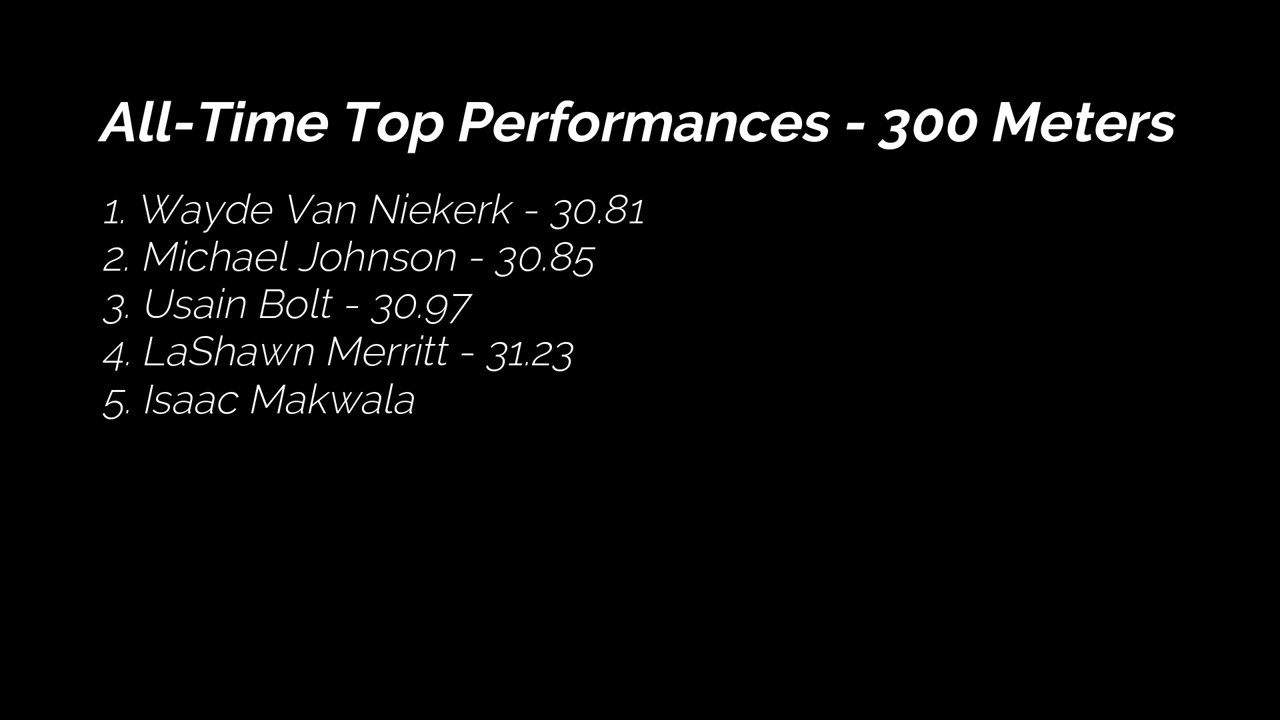 All-Time Top Performances - 300 Meters
1. Wayde Van Niekerk - 30.81
2. Michael Johnson - 30.85
3. Usain Bolt - 30.97
4. LaShawn Merritt - 31.23
5. Isaac Makwala